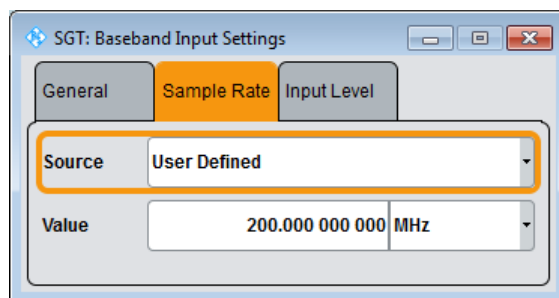 SGT: Baseband Input Settings
General Sample Rate Input Level
Source User Defined
Value 200.000 000 000 MHz